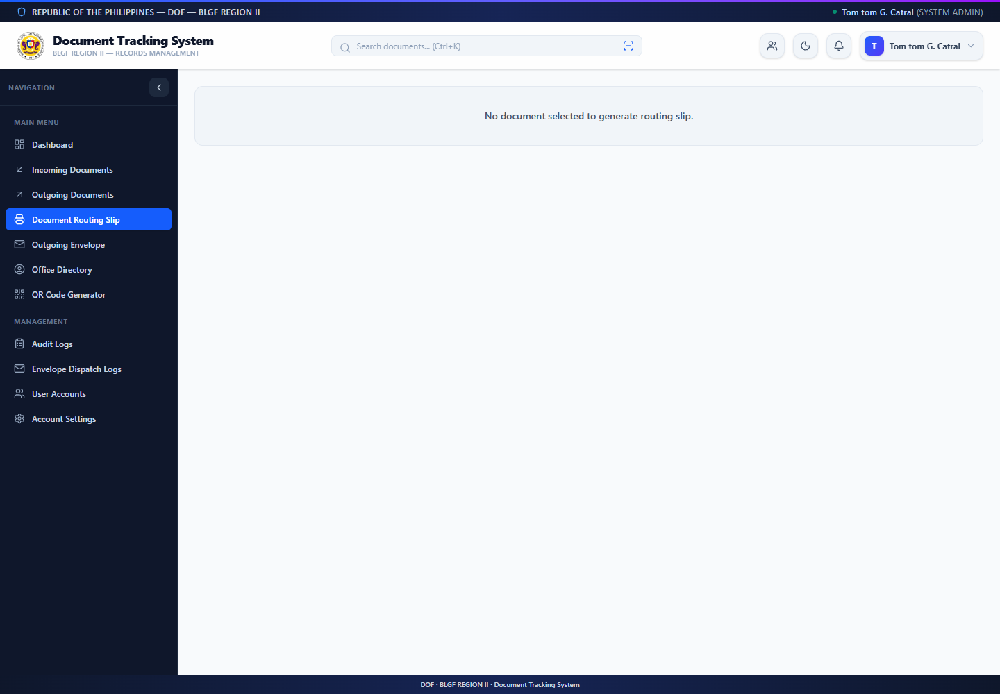 REPUBLIC OF THE PHILIPPINES — DOF — BLGF REGION II
Tom tom G. Catral (SYSTEM ADMIN)
Document Tracking System
BLGF REGION II — RECORDS MANAGEMENT
Search documents... (Ctrl+K)
T
Tom tom G. Catral
NAVIGATION
MAIN MENU
Dashboard
Incoming Documents
Outgoing Documents
Document Routing Slip
Outgoing Envelope
Office Directory
QR Code Generator
MANAGEMENT
Audit Logs
Envelope Dispatch Logs
User Accounts
Account Settings
No document selected to generate routing slip.
DOF · BLGF REGION II · Document Tracking System